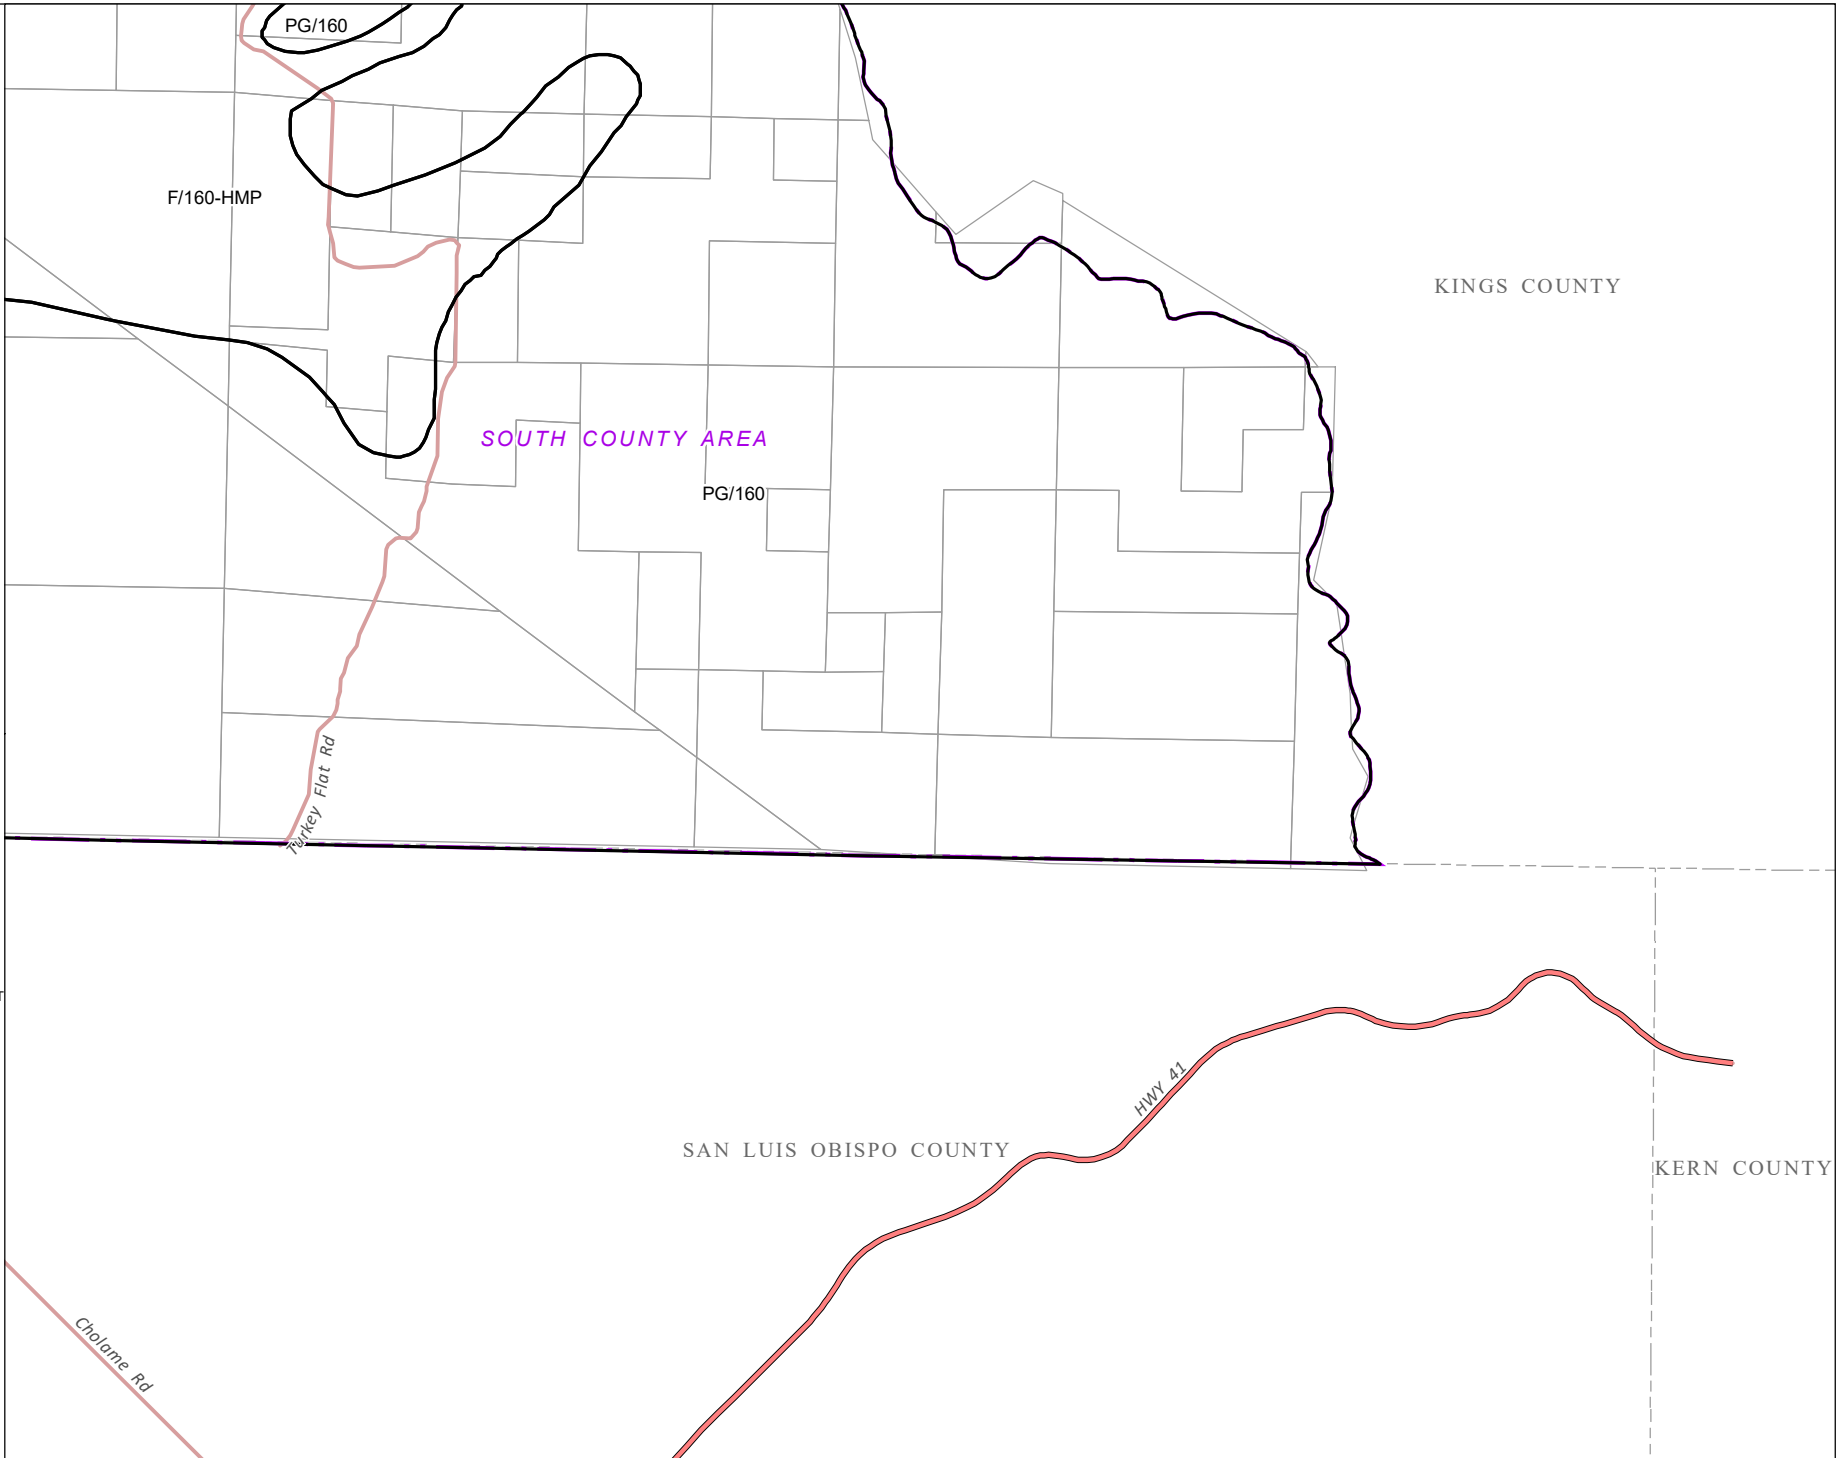 PG/160
F/160-HMP
KINGS COUNTY
SOUTH COUNTY AREA
PG/160
Turkey Flat Rd
HWY 41
SAN LUIS OBISPO COUNTY
KERN COUNTY
Cholame Rd